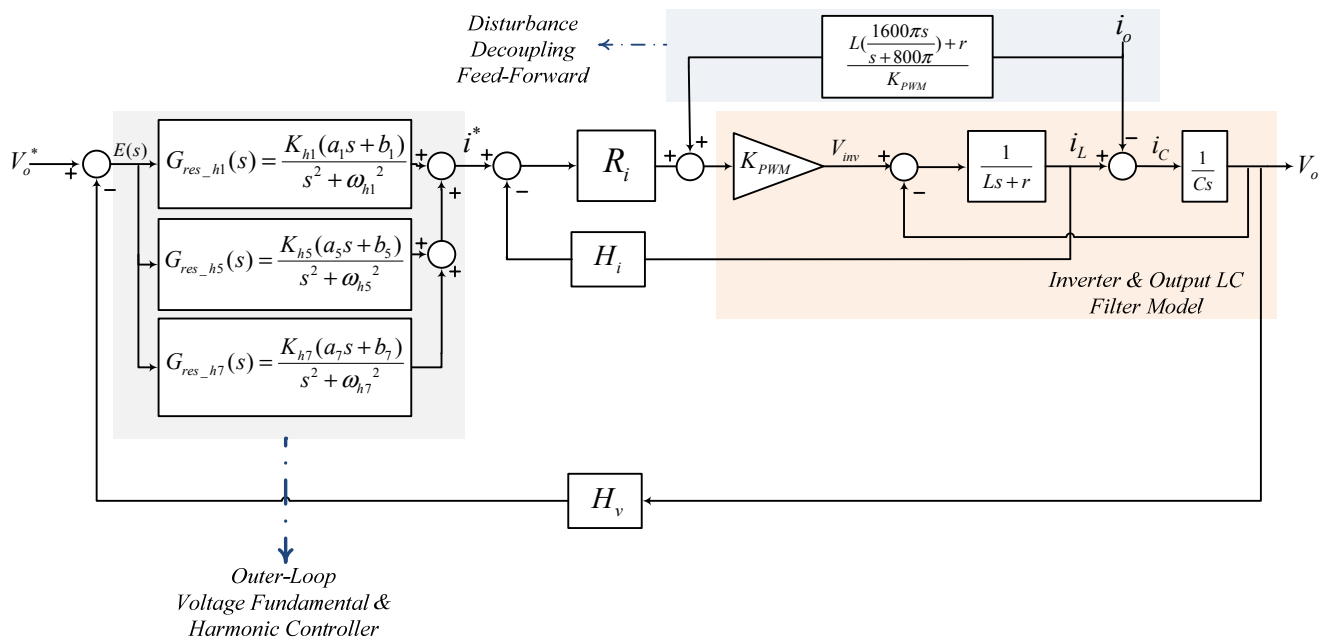 Disturbance
Decoupling
Feed-Forward
L(1600πs/(s+800π))+r
K_PWM
i_o
V_o^*
+
−
E(s)
G_res_h1(s) = K_h1(a_1s+b_1)/(s^2+ω_h1^2)
+
+
i^*
+
−
R_i
+
+
K_PWM
V_inv
+
−
1/(Ls+r)
i_L
+
−
i_C
1/(Cs)
V_o
G_res_h5(s) = K_h5(a_5s+b_5)/(s^2+ω_h5^2)
+
+
H_i
Inverter & Output LC
Filter Model
G_res_h7(s) = K_h7(a_7s+b_7)/(s^2+ω_h7^2)
H_v
Outer-Loop
Voltage Fundamental &
Harmonic Controller